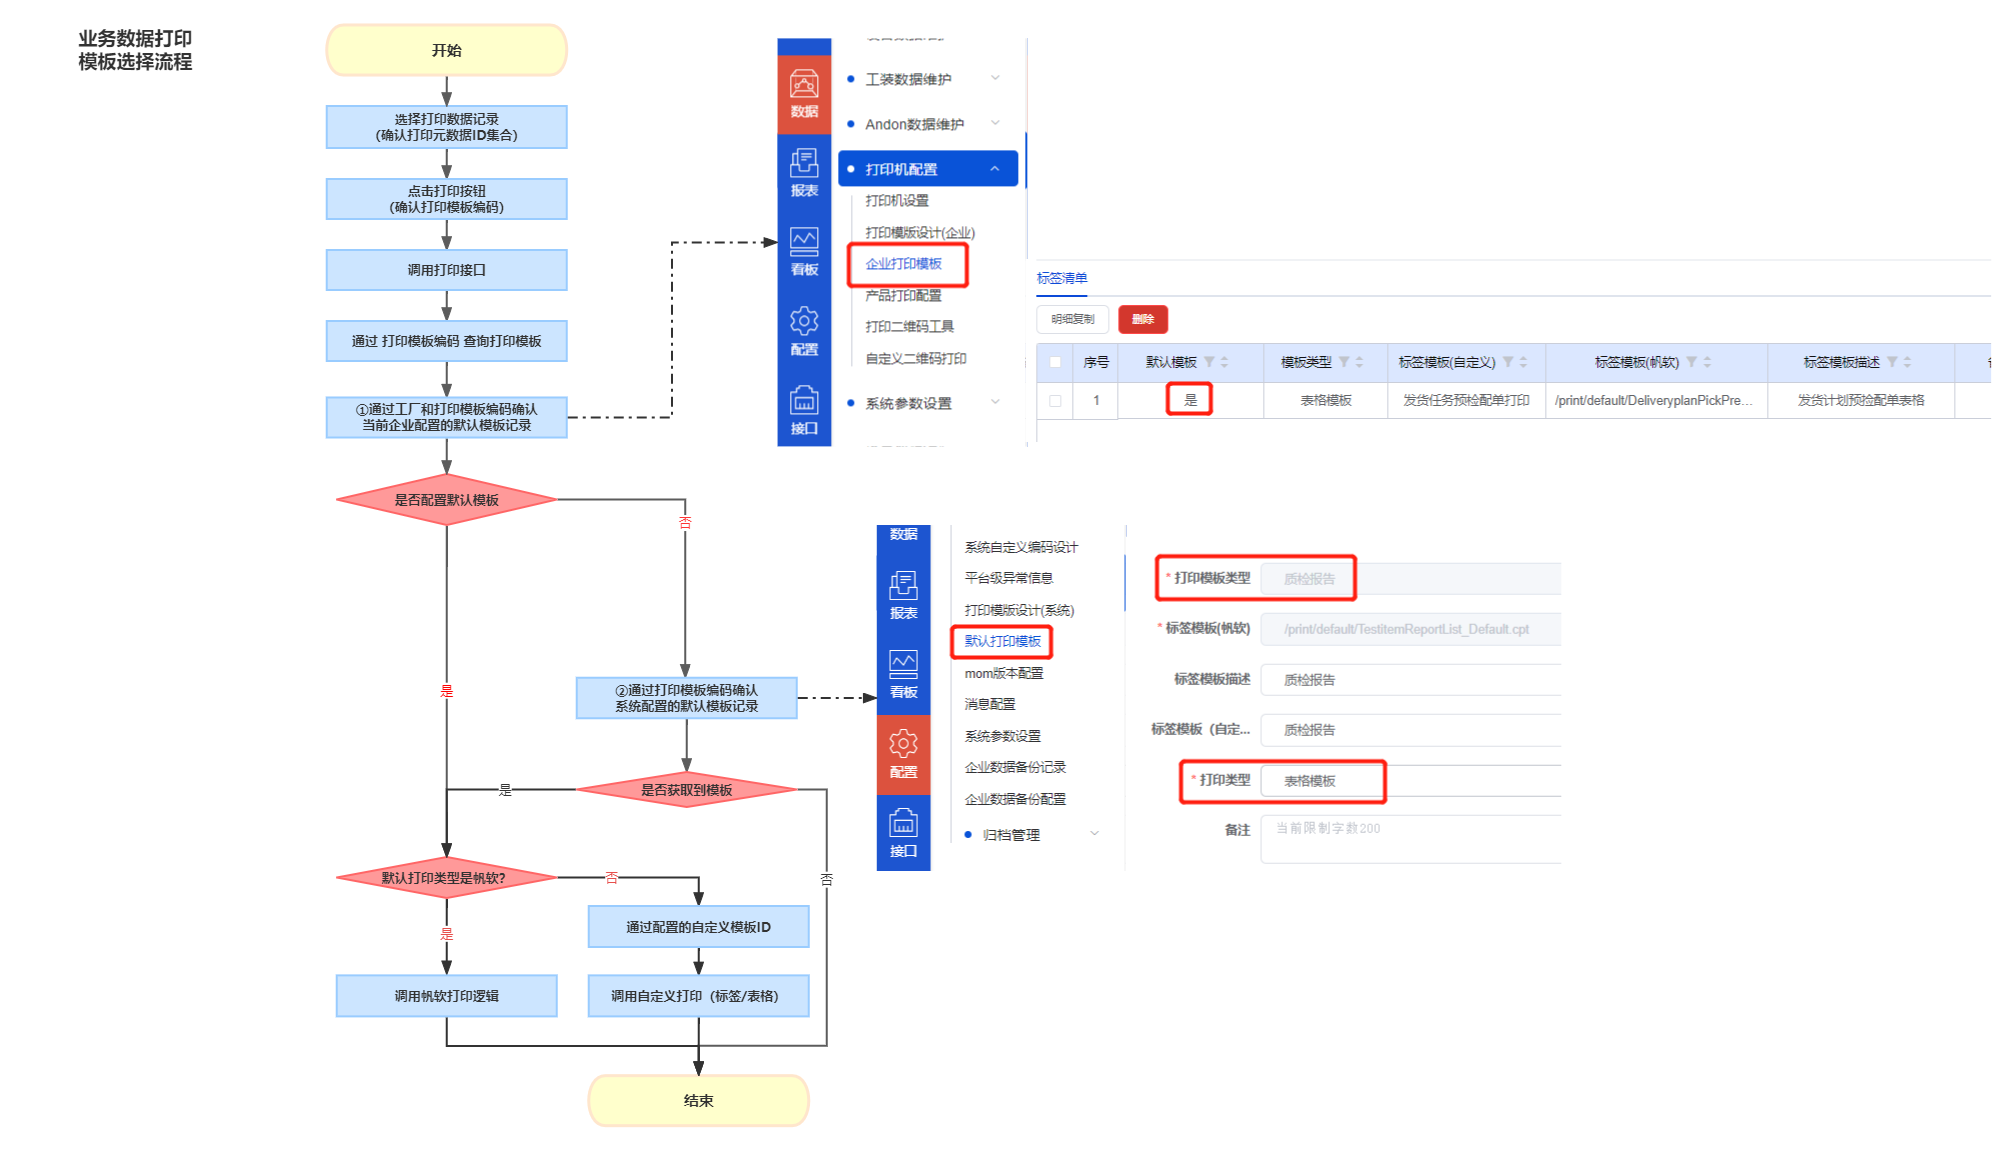 业务数据打印
模板选择流程
开始
选择打印数据记录
（确认打印元数据ID集合）
点击打印按钮
（确认打印模板编码）
调用打印接口
通过 打印模板编码 查询打印模板
①通过工厂和打印模板编码确认
当前企业配置的默认模板记录
是否配置默认模板
否
是
②通过打印模板编码确认
系统配置的默认模板记录
是否获取到模板
是
否
默认打印类型是帆软?
否
是
通过配置的自定义模板ID
调用帆软打印逻辑
调用自定义打印（标签/表格）
结束
数据
报表
看板
配置
接口
工装数据维护
Andon数据维护
打印机配置
打印机设置
打印模版设计(企业)
企业打印模板
产品打印配置
打印二维码工具
自定义二维码打印
系统参数设置
标签清单
明细复制
删除
序号
默认模板
模板类型
标签模板(自定义)
标签模板(帆软)
标签模板描述
1
是
表格模板
发货任务预检配单打印
/print/default/DeliveryplanPickPre...
发货计划预捡配单表格
数据
报表
看板
配置
接口
系统自定义编码设计
平台级异常信息
打印模版设计(系统)
默认打印模板
mom版本配置
消息配置
系统参数设置
企业数据备份记录
企业数据备份配置
归档管理
* 打印模板类型
质检报告
* 标签模板(帆软)
/print/default/TestitemReportList_Default.cpt
标签模板描述
质检报告
标签模板（自定...
质检报告
* 打印类型
表格模板
备注
当前限制字数200